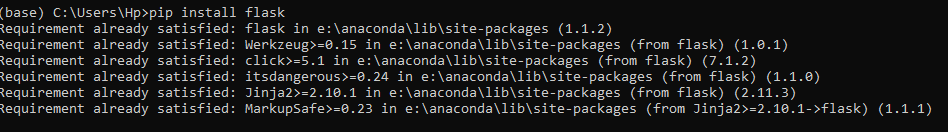 (base) C:\Users\Hp>pip install flask
Requirement already satisfied: flask in e:\anaconda\lib\site-packages (1.1.2)
Requirement already satisfied: Werkzeug>=0.15 in e:\anaconda\lib\site-packages (from flask) (1.0.1)
Requirement already satisfied: click>=5.1 in e:\anaconda\lib\site-packages (from flask) (7.1.2)
Requirement already satisfied: itsdangerous>=0.24 in e:\anaconda\lib\site-packages (from flask) (1.1.0)
Requirement already satisfied: Jinja2>=2.10.1 in e:\anaconda\lib\site-packages (from flask) (2.11.3)
Requirement already satisfied: MarkupSafe>=0.23 in e:\anaconda\lib\site-packages (from Jinja2>=2.10.1->flask) (1.1.1)